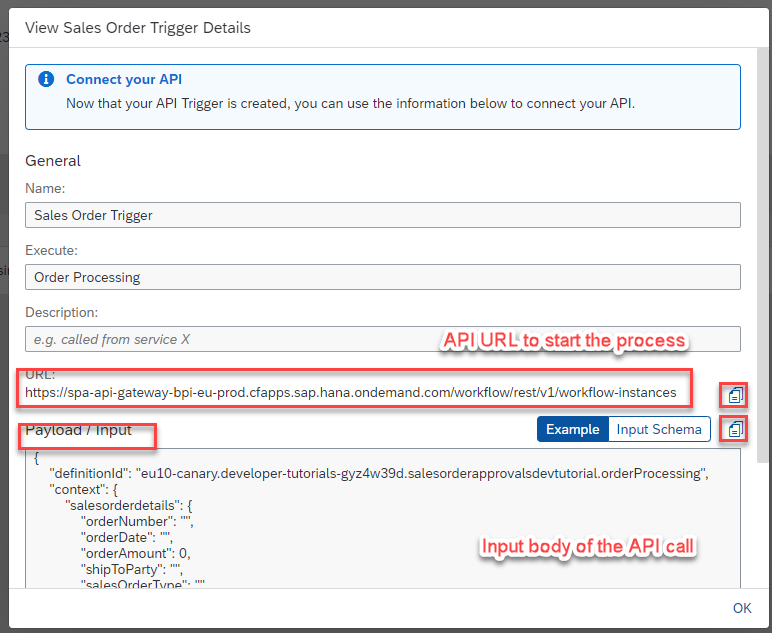 View Sales Order Trigger Details
Connect your API
Now that your API Trigger is created, you can use the information below to connect your API.
General
Name:
Sales Order Trigger
Execute:
Order Processing
Description:
e.g. called from service X
API URL to start the process
URL:
https://spa-api-gateway-bpi-eu-prod.cfapps.sap.hana.ondemand.com/workflow/rest/v1/workflow-instances
Payload / Input
Example
Input Schema
{
"definitionId": "eu10-canary.developer-tutorials-gyz4w39d.salesorderapprovalsdevtutorial.orderProcessing",
"context": {
"salesorderdetails": {
"orderNumber": "",
"orderDate": "",
"orderAmount": 0,
"shipToParty": "",
"salesOrderType": ""
Input body of the API call
OK